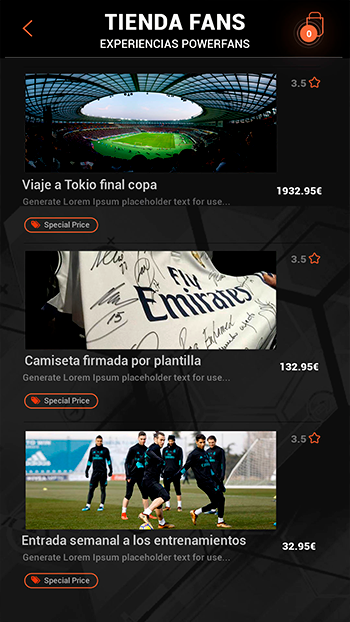 TIENDA FANS
EXPERIENCIAS POWERFANS
0
3.5
Viaje a Tokio final copa
1932.95€
Generate Lorem Ipsum placeholder text for use...
Special Price
3.5
Fly
Emirates
15
Camiseta firmada por plantilla
132.95€
Generate Lorem Ipsum placeholder text for use...
Special Price
3.5
adidas
Entrada semanal a los entrenamientos
32.95€
Generate Lorem Ipsum placeholder text for use...
Special Price